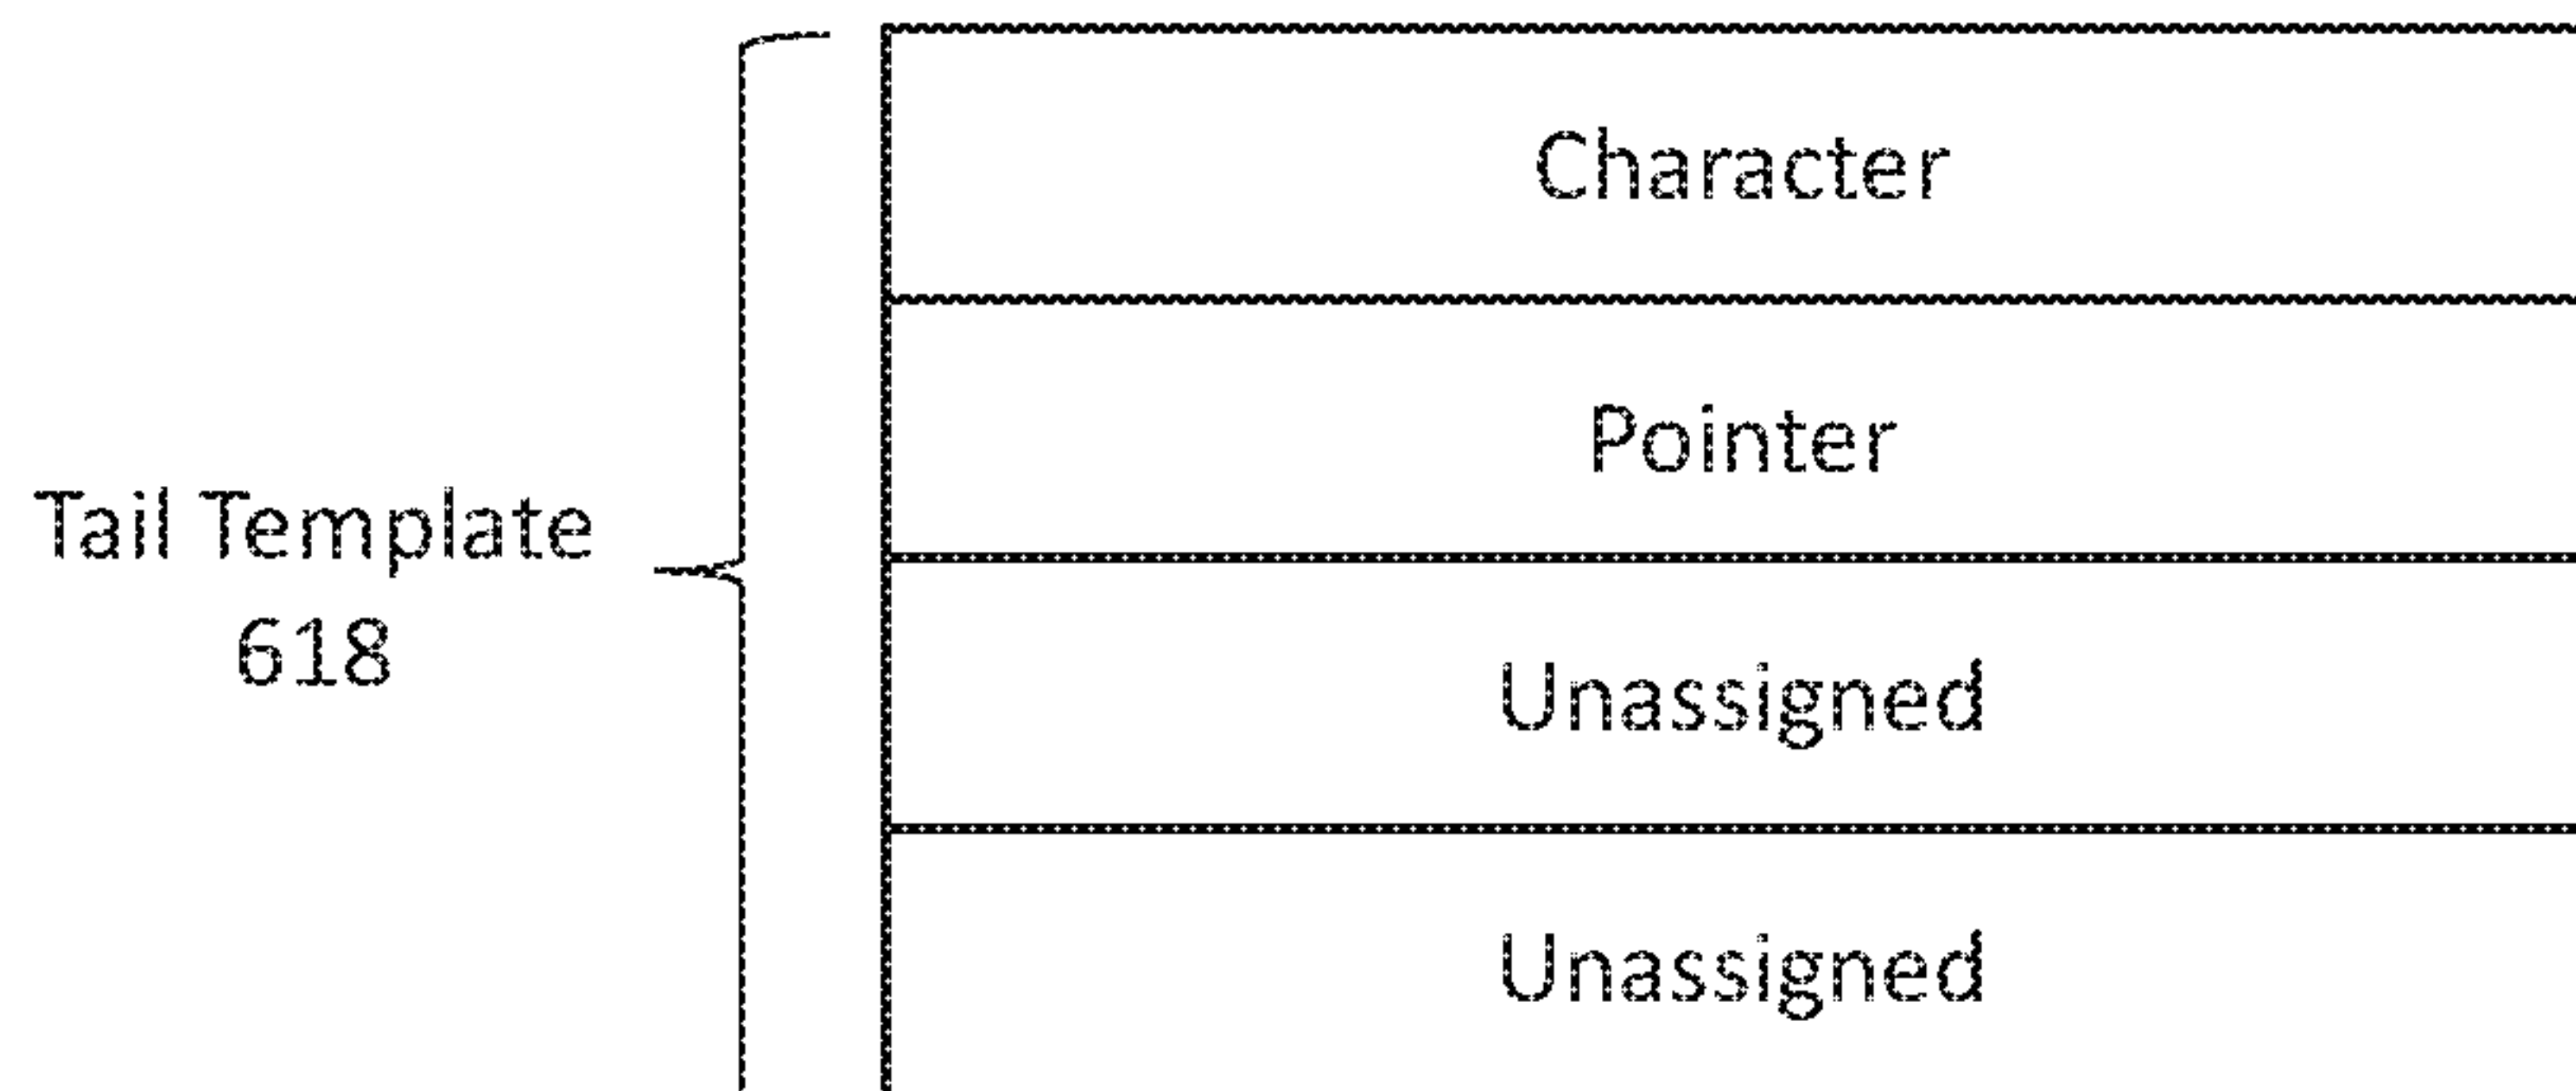 Character
Pointer
Tail Template
618
Unassigned
Unassigned